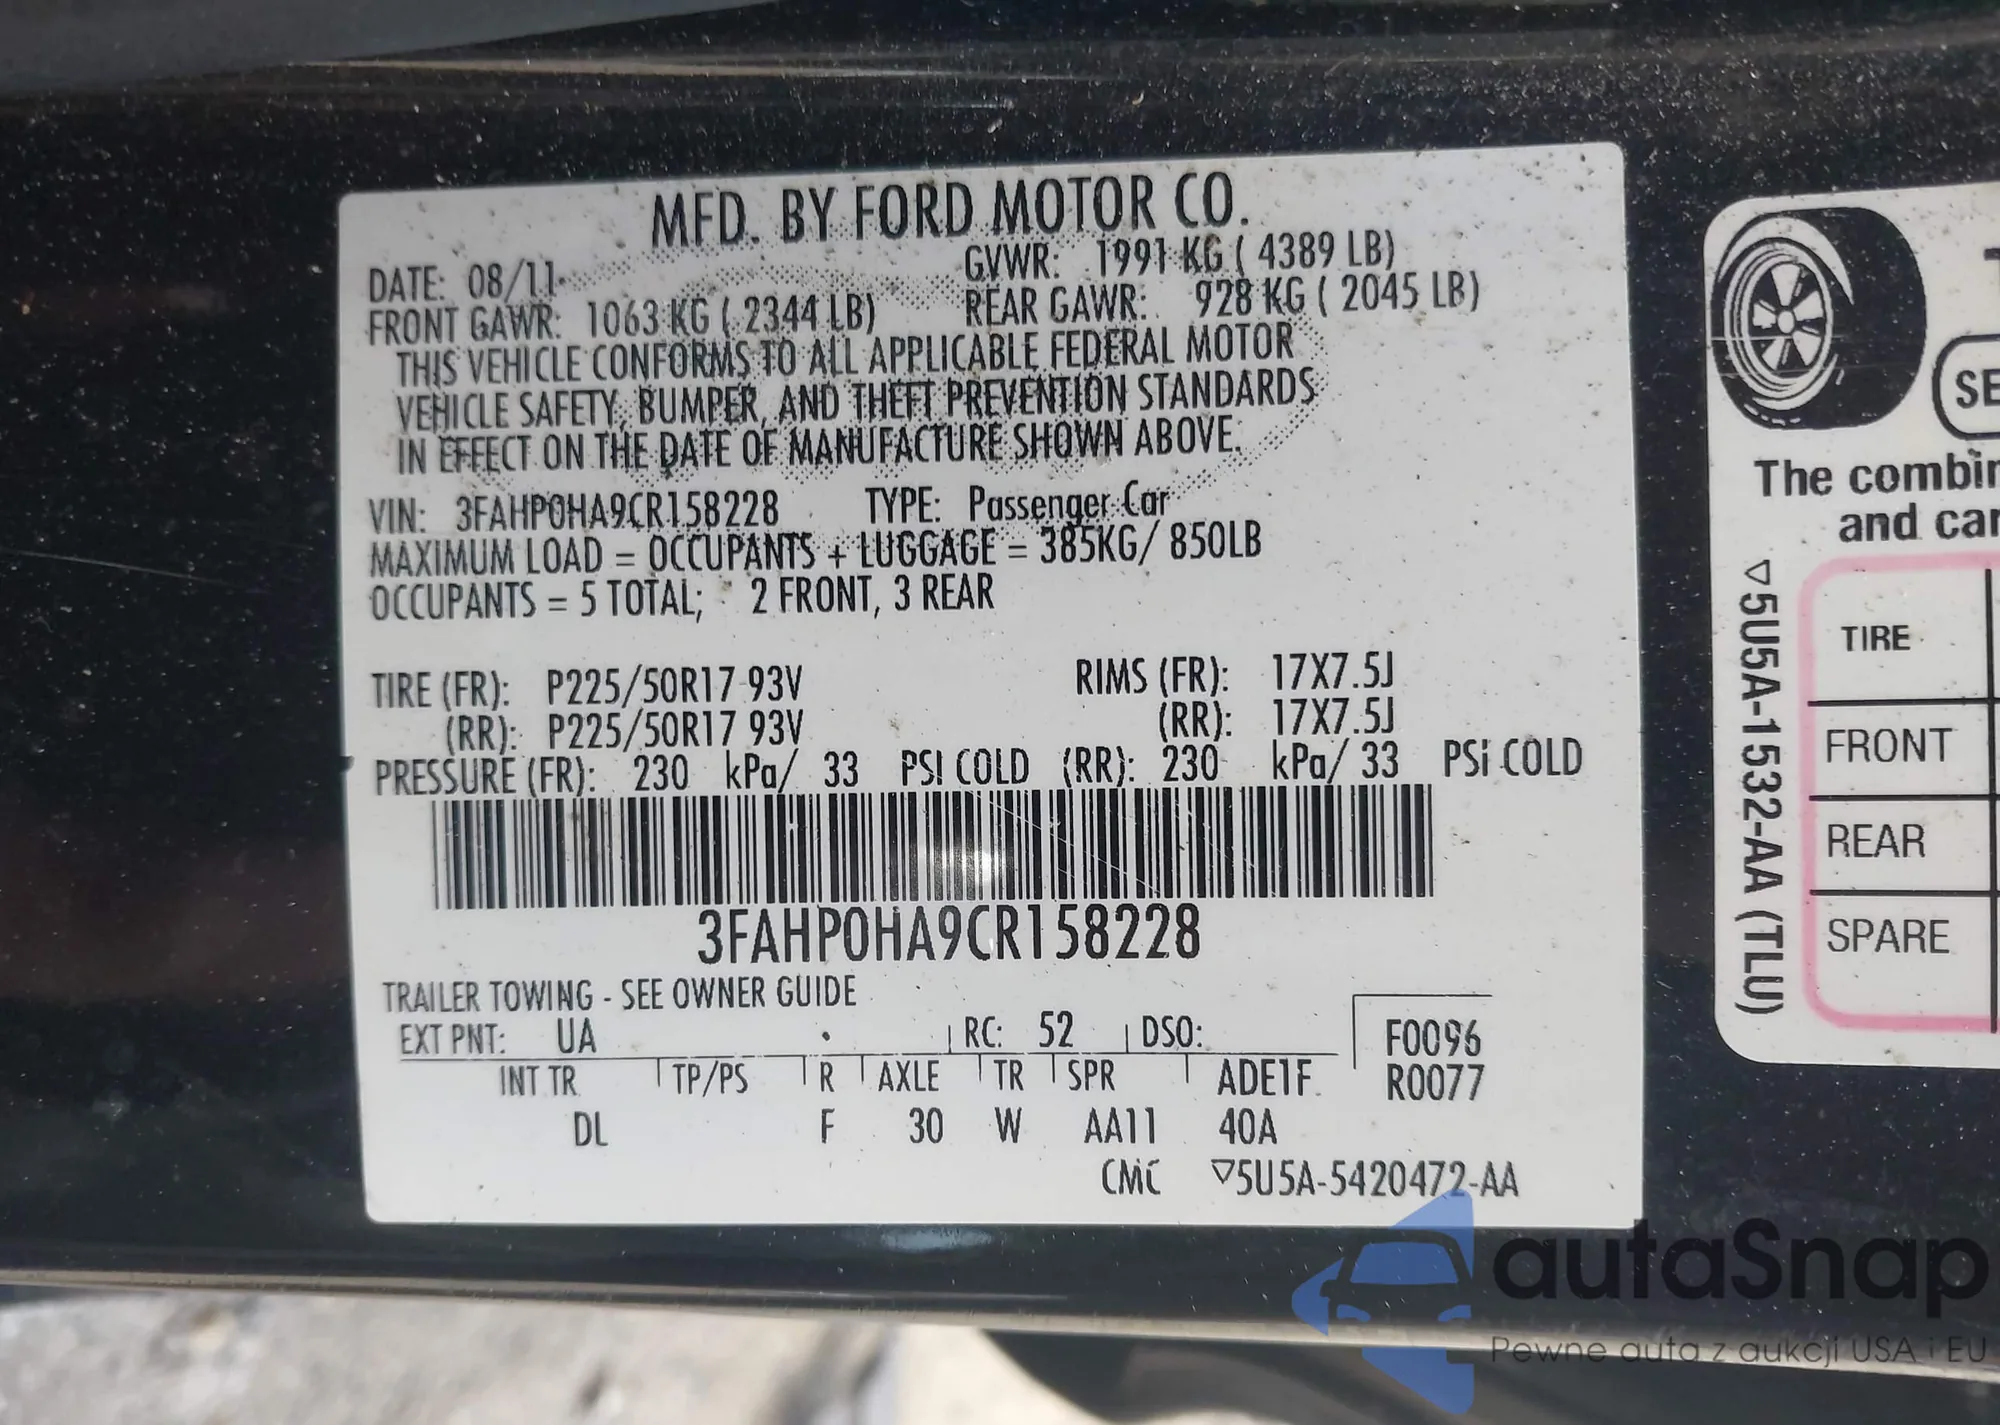 MFD. BY FORD MOTOR CO.
DATE: 08/11 GVWR: 1991 KG ( 4389 LB)
FRONT GAWR: 1063 KG ( 2344 LB) REAR GAWR: 928 KG ( 2045 LB)
THIS VEHICLE CONFORMS TO ALL APPLICABLE FEDERAL MOTOR
VEHICLE SAFETY, BUMPER, AND THEFT PREVENTION STANDARDS
IN EFFECT ON THE DATE OF MANUFACTURE SHOWN ABOVE.
VIN: 3FAHP0HA9CR158228 TYPE: Passenger Car
MAXIMUM LOAD = OCCUPANTS + LUGGAGE = 385KG/ 850LB
OCCUPANTS = 5 TOTAL; 2 FRONT, 3 REAR
TIRE (FR): P225/50R17 93V RIMS (FR): 17X7.5J
(RR): P225/50R17 93V (RR): 17X7.5J
PRESSURE (FR): 230 kPa/ 33 PSI COLD (RR): 230 kPa/ 33 PSi COLD
3FAHP0HA9CR158228
TRAILER TOWING - SEE OWNER GUIDE
EXT PNT: UA RC: 52 DSO: F0096
INT TR TP/PS R AXLE TR SPR ADE1F R0077
DL F 30 W AA11 40A
CMC ▽5U5A-5420472-AA
SE
The combin
and car
▽5U5A-1532-AA (TLU)
TIRE
FRONT
REAR
SPARE
autaSnap
Pewne auta z aukcji USA i EU